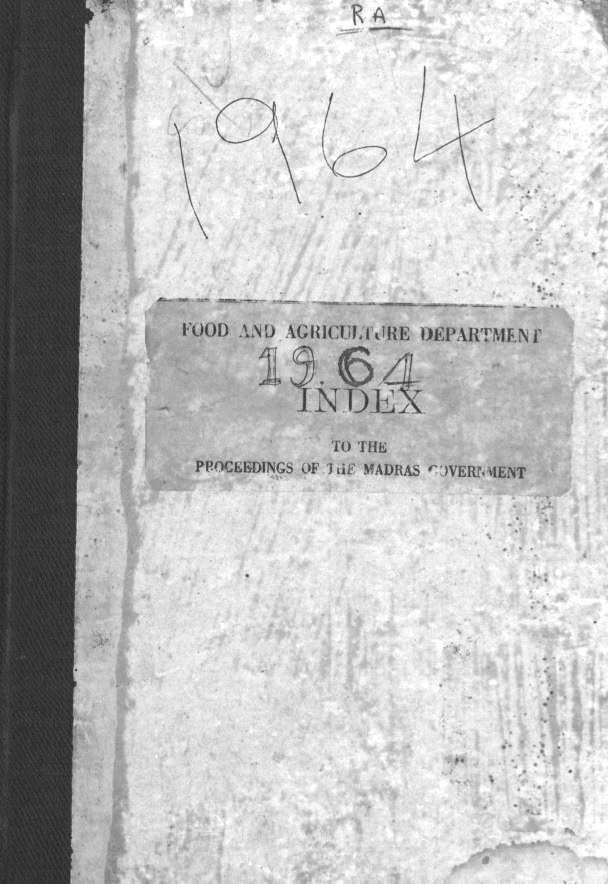 RA
1964
FOOD AND AGRICULTURE DEPARTMENT
1964
INDEX
TO THE
PROCEEDINGS OF THE MADRAS GOVERNMENT